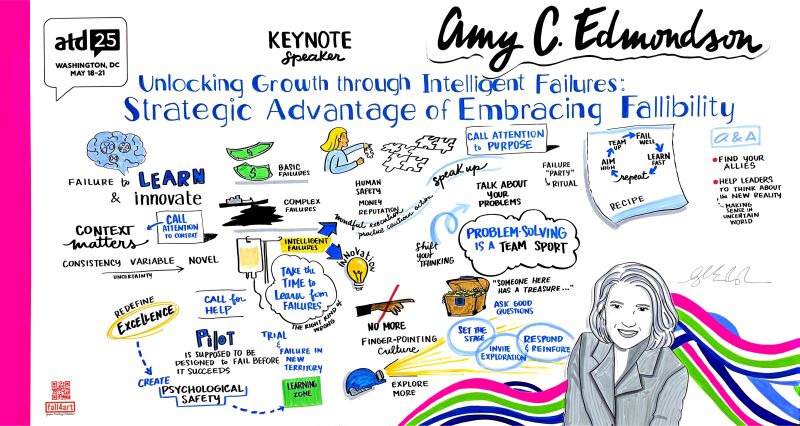 atd 25
WASHINGTON, DC
MAY 18-21
KEYNOTE
speaker
Amy C. Edmondson
Unlocking Growth through Intelligent Failures:
Strategic Advantage of Embracing Fallibility
FAILURE to LEARN
& innovate
CONTEXT
matters
CALL
ATTENTION
to CONTEXT
CONSISTENCY VARIABLE NOVEL
UNCERTAINTY
BASIC
FAILURES
COMPLEX
FAILURES
INTELLIGENT
FAILURES
HUMAN
SAFETY
MONEY
REPUTATION
mindful execution
practice cautious action
speak up
CALL ATTENTION
to PURPOSE
TALK ABOUT
YOUR
PROBLEMS
FAILURE
"PARTY"
RITUAL
TEAM
UP
FAIL
WELL
LEARN
FAST
repeat
AIM
HIGH
RECIPE
Q & A
FIND YOUR
ALLIES
HELP LEADERS
TO THINK ABOUT
the NEW REALITY
MAKING
SENSE IN
UNCERTAIN
WORLD
Shift
YOUR
THINKING
PROBLEM-SOLVING
IS A TEAM SPORT
TAKE the
TIME to
LEARN from
FAILURES
THE RIGHT KIND OF
WRONG
INNOVATION
REDEFINE
EXCELLENCE
CALL for
HELP
PILOT
IS SUPPOSED TO BE
DESIGNED to FAIL BEFORE
IT SUCCEEDS
TRIAL
&
FAILURE IN
NEW
TERRITORY
CREATE
PSYCHOLOGICAL
SAFETY
LEARNING
ZONE
NO MORE
FINGER-POINTING
culture
EXPLORE
MORE
"SOMEONE HERE
HAS A TREASURE..."
ASK GOOD
QUESTIONS
SET the
STAGE
INVITE
EXPLORATION
RESPOND
& REINFORCE
fall4art